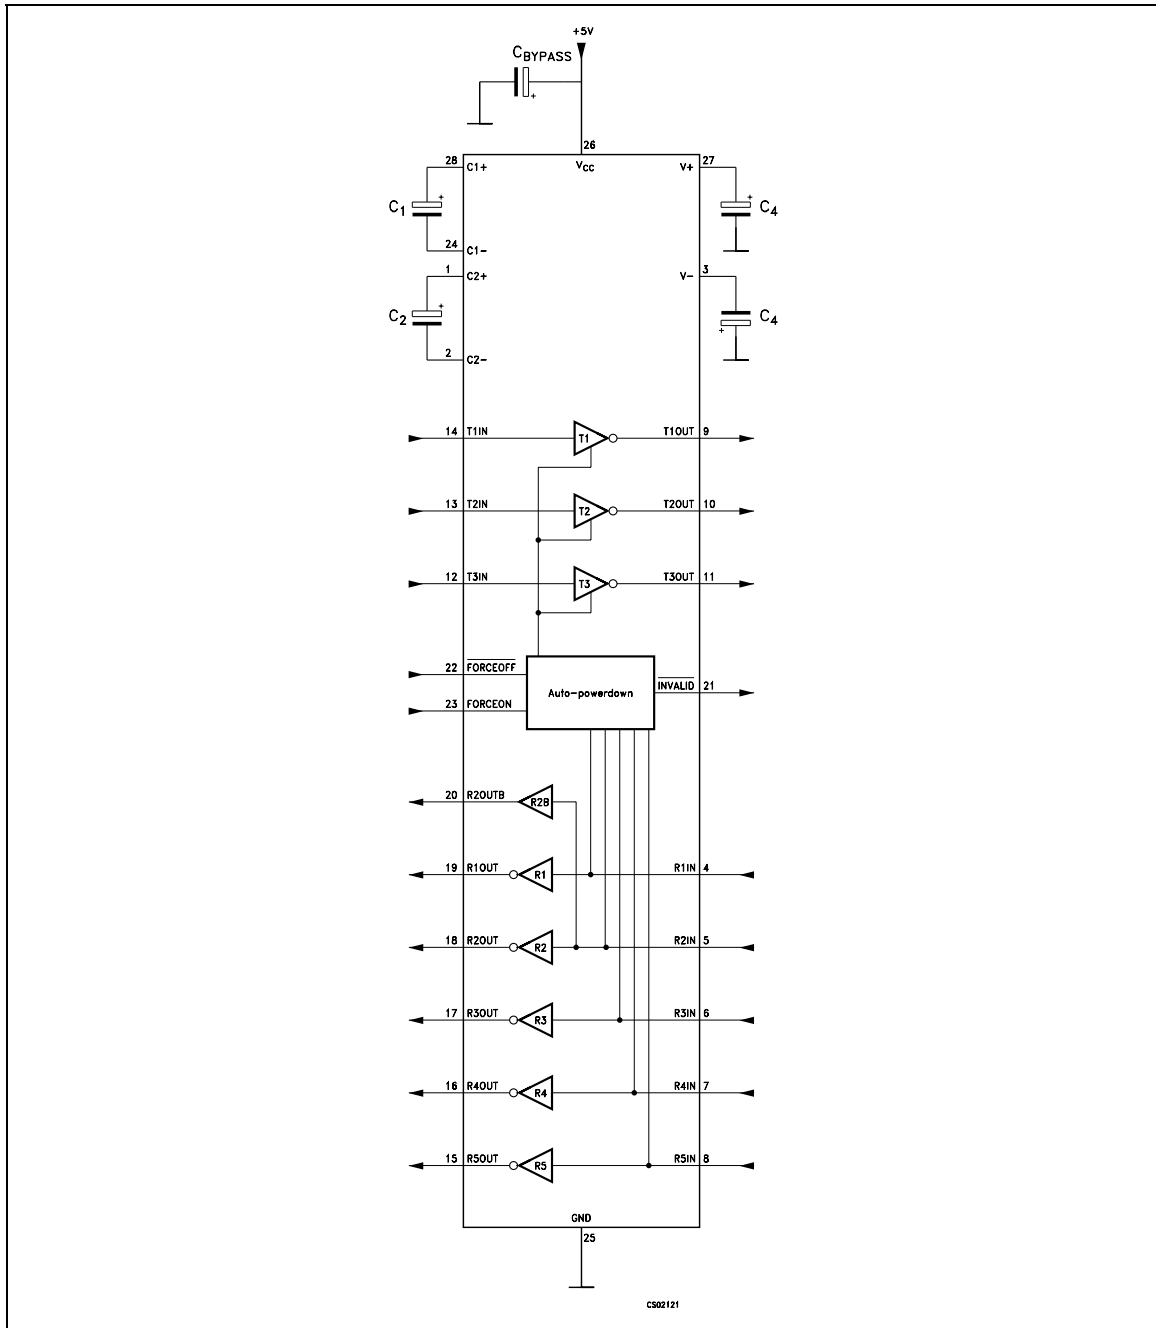 +5V
CBYPASS
26
28 C1+ VCC V+ 27
+ +
C1 C4
24 C1-
1 C2+ V- 3
+
C2 C4
+
2 C2-
14 T1IN T1 T1OUT 9
13 T2IN T2 T2OUT 10
12 T3IN T3 T3OUT 11
22 FORCEOFF
Auto-powerdown INVALID 21
23 FORCEON
20 R2OUTB R2B
19 R1OUT R1 R1IN 4
18 R2OUT R2 R2IN 5
17 R3OUT R3 R3IN 6
16 R4OUT R4 R4IN 7
15 R5OUT R5 R5IN 8
GND
25
CS02121